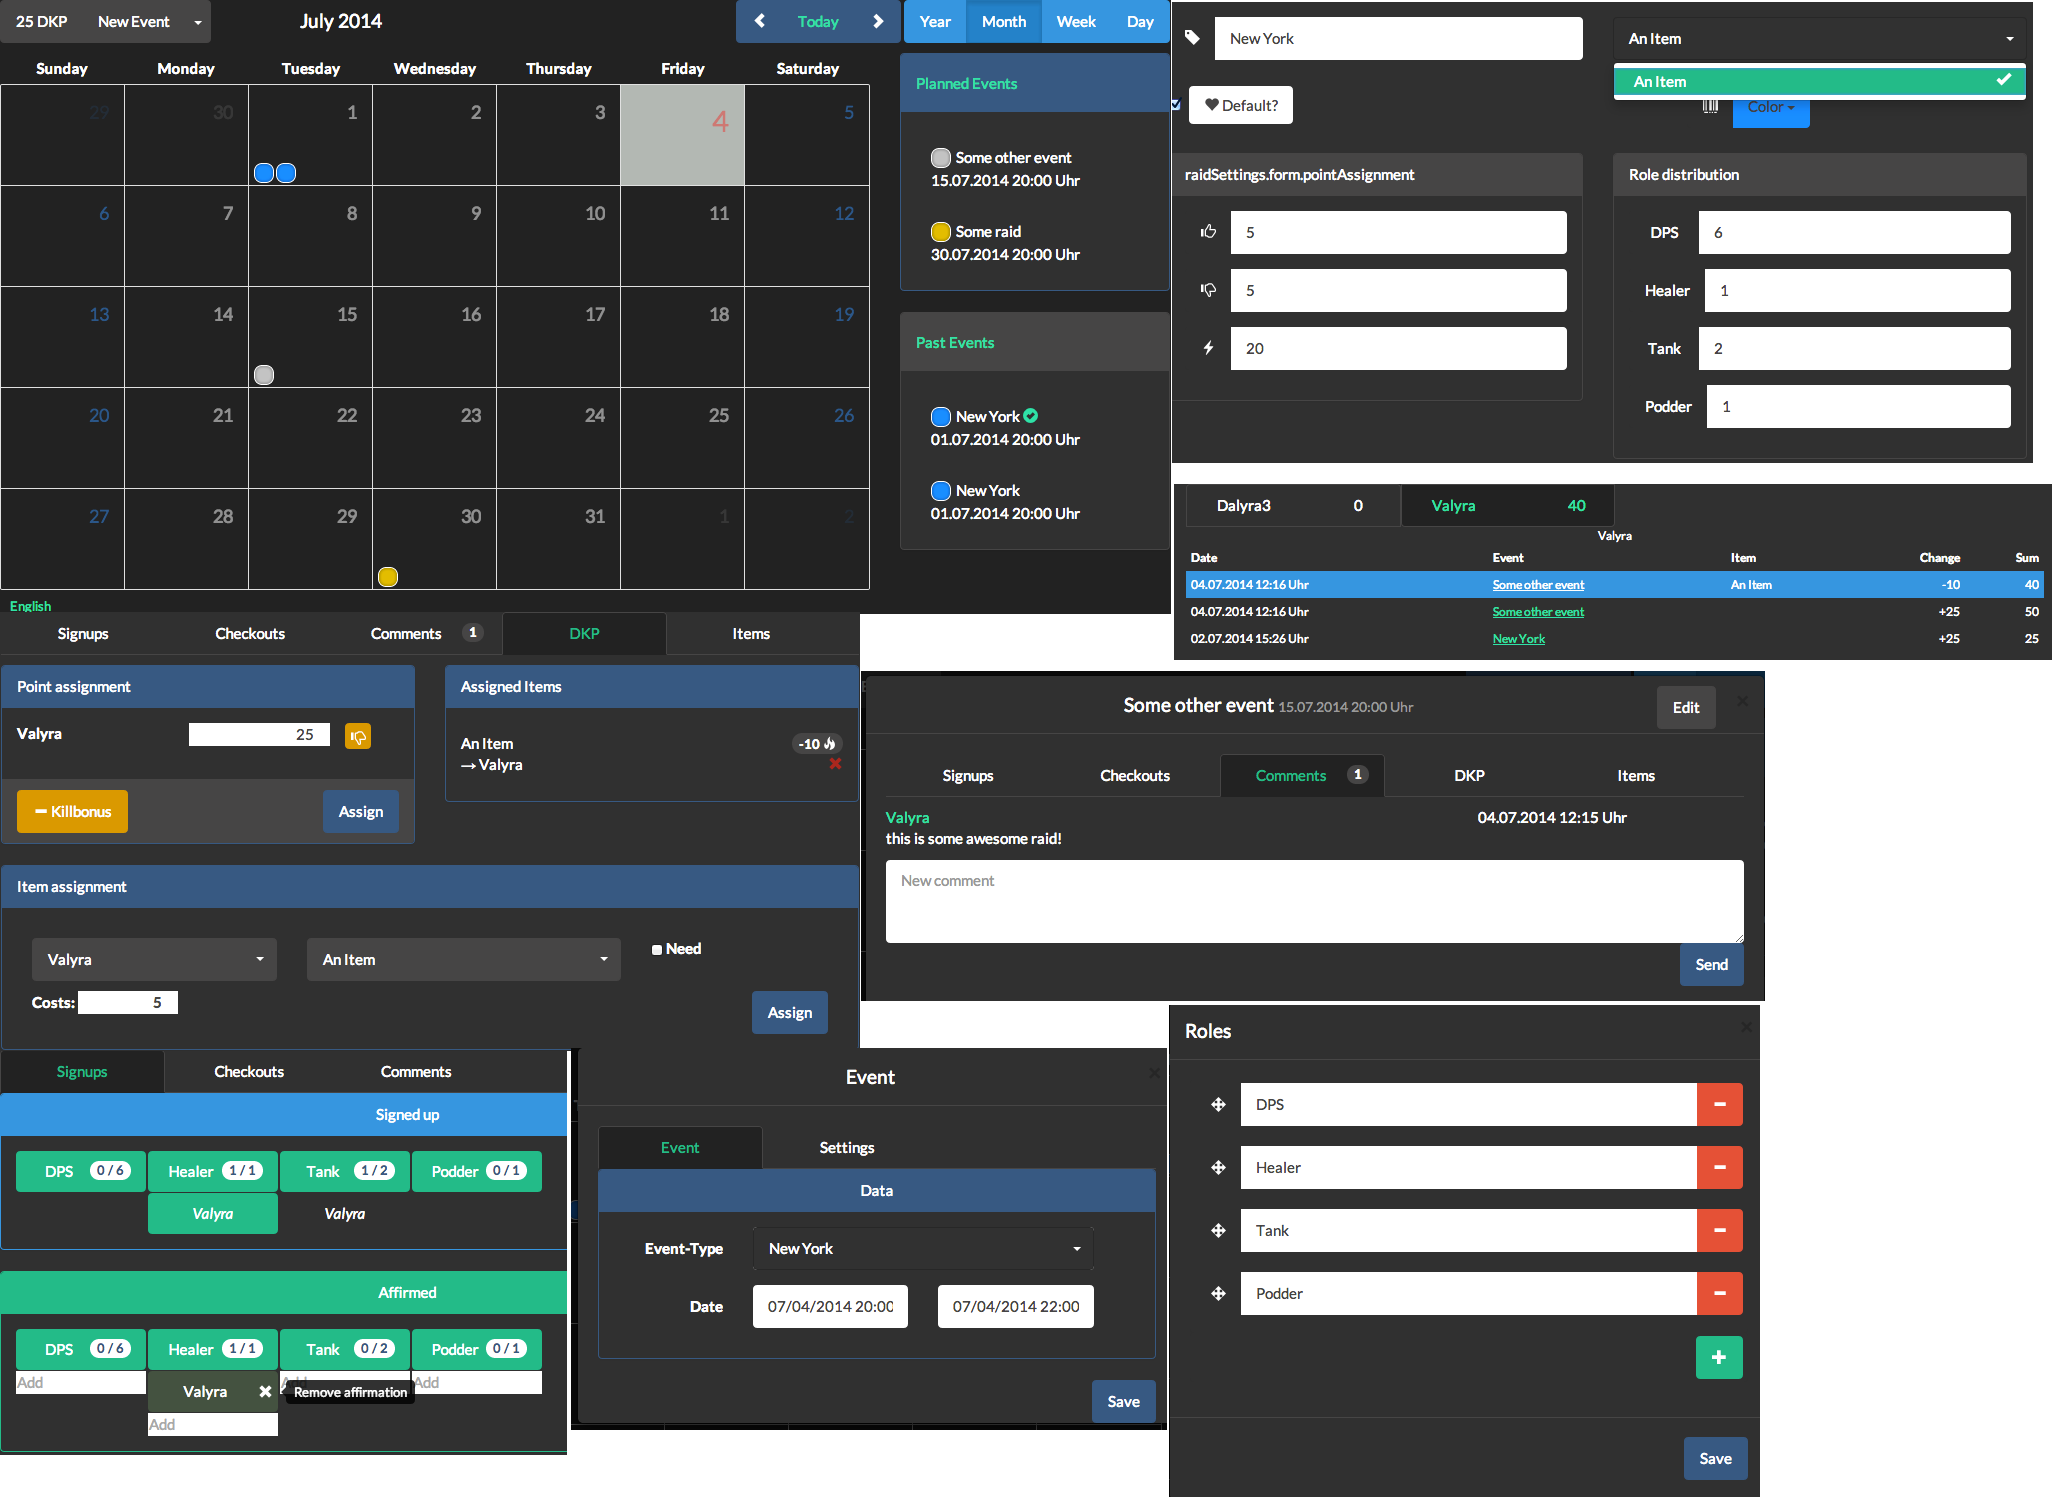 25 DKP New Event
July 2014
Today
Year Month Week Day
Sunday Monday Tuesday Wednesday Thursday Friday Saturday
29 30 1 2 3 4 5
6 7 8 9 10 11 12
13 14 15 16 17 18 19
20 21 22 23 24 25 26
27 28 29 30 31 1 2
English
Planned Events
Some other event
15.07.2014 20:00 Uhr
Some raid
30.07.2014 20:00 Uhr
Past Events
New York
01.07.2014 20:00 Uhr
New York
01.07.2014 20:00 Uhr
New York
An Item
An Item
Default?
Color
raidSettings.form.pointAssignment
5
5
20
Role distribution
DPS 6
Healer 1
Tank 2
Podder 1
Dalyra3 0 Valyra 40
Valyra
Date Event Item Change Sum
04.07.2014 12:16 Uhr Some other event An Item -10 40
04.07.2014 12:16 Uhr Some other event +25 50
02.07.2014 15:26 Uhr New York +25 25
Signups Checkouts Comments 1 DKP Items
Point assignment
Valyra 25
Killbonus Assign
Assigned Items
An Item -10
→ Valyra
Item assignment
Valyra An Item Need
Costs: 5
Assign
Some other event 15.07.2014 20:00 Uhr
Edit
Signups Checkouts Comments 1 DKP Items
Valyra 04.07.2014 12:15 Uhr
this is some awesome raid!
New comment
Send
Signups Checkouts Comments
Signed up
DPS 0 / 6 Healer 1 / 1 Tank 1 / 2 Podder 0 / 1
Valyra Valyra
Affirmed
DPS 0 / 6 Healer 1 / 1 Tank 0 / 2 Podder 0 / 1
Add Valyra Remove affirmation Add
Add
Event
Event Settings
Data
Event-Type New York
Date 07/04/2014 20:00 07/04/2014 22:00
Save
Roles
DPS
Healer
Tank
Podder
Save